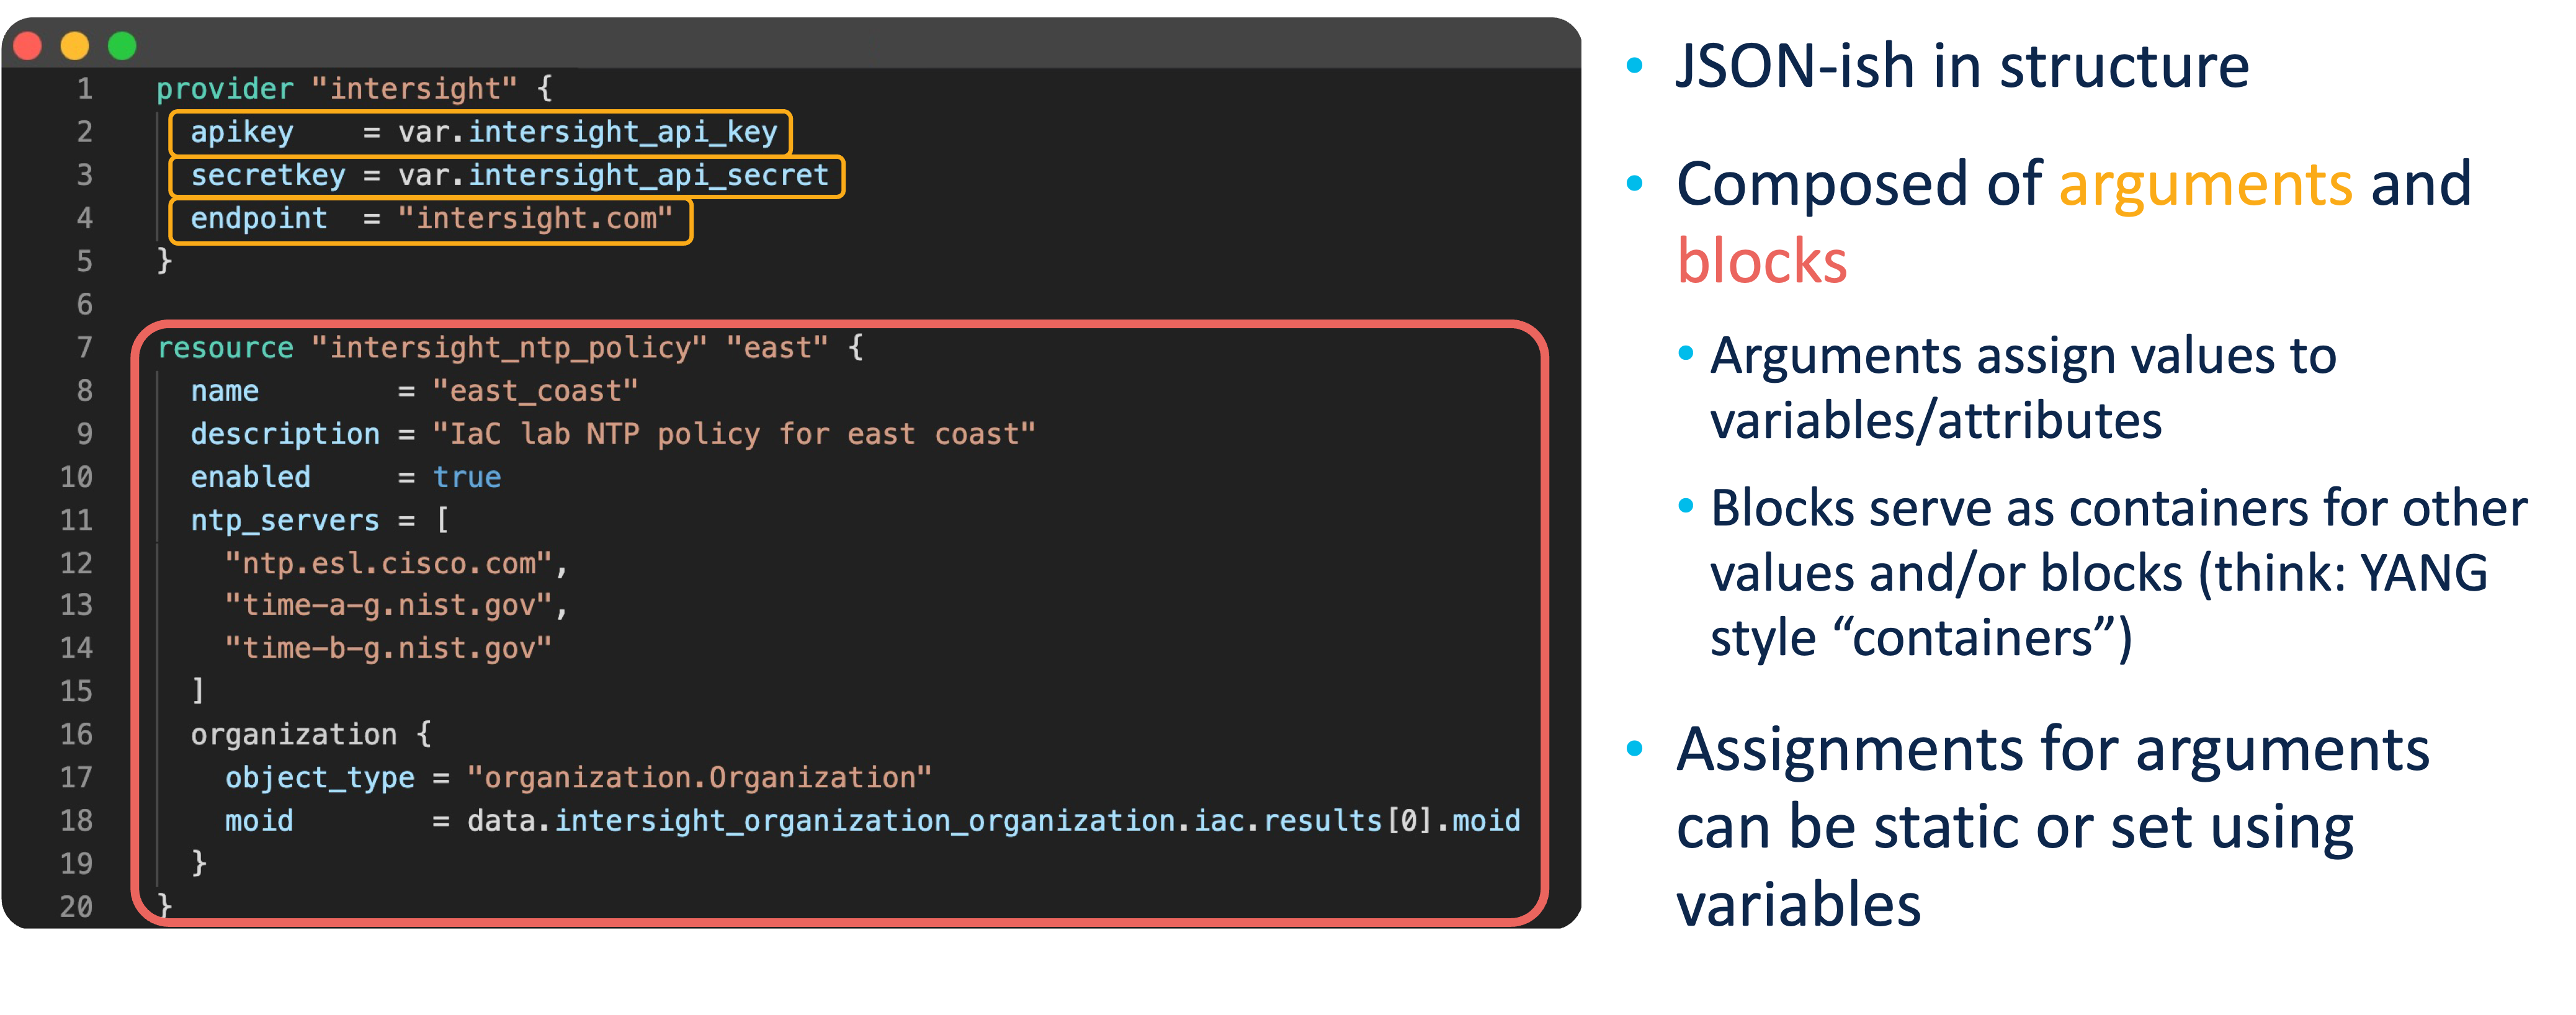 1 provider "intersight" {
2   apikey    = var.intersight_api_key
3   secretkey = var.intersight_api_secret
4   endpoint  = "intersight.com"
5 }
6
7 resource "intersight_ntp_policy" "east" {
8   name        = "east_coast"
9   description = "IaC lab NTP policy for east coast"
10   enabled     = true
11   ntp_servers = [
12     "ntp.esl.cisco.com",
13     "time-a-g.nist.gov",
14     "time-b-g.nist.gov"
15   ]
16   organization {
17     object_type = "organization.Organization"
18     moid        = data.intersight_organization_organization.iac.results[0].moid
19   }
20 }
• JSON-ish in structure
• Composed of arguments and
blocks
• Arguments assign values to
variables/attributes
• Blocks serve as containers for other
values and/or blocks (think: YANG
style “containers”)
• Assignments for arguments
can be static or set using
variables